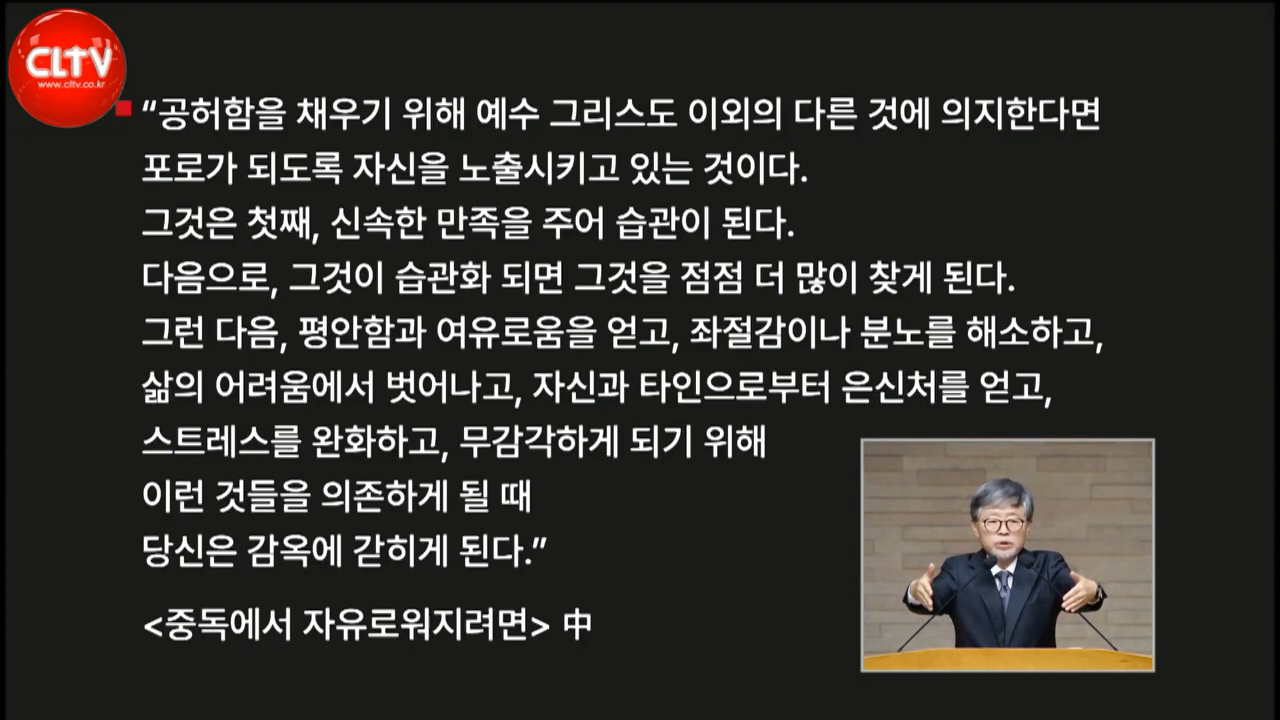 CLTV
www.cltv.co.kr
“공허함을 채우기 위해 예수 그리스도 이외의 다른 것에 의지한다면
포로가 되도록 자신을 노출시키고 있는 것이다.
그것은 첫째, 신속한 만족을 주어 습관이 된다.
다음으로, 그것이 습관화 되면 그것을 점점 더 많이 찾게 된다.
그런 다음, 평안함과 여유로움을 얻고, 좌절감이나 분노를 해소하고,
삶의 어려움에서 벗어나고, 자신과 타인으로부터 은신처를 얻고,
스트레스를 완화하고, 무감각하게 되기 위해
이런 것들을 의존하게 될 때
당신은 감옥에 갇히게 된다.”
<중독에서 자유로워지려면> 中